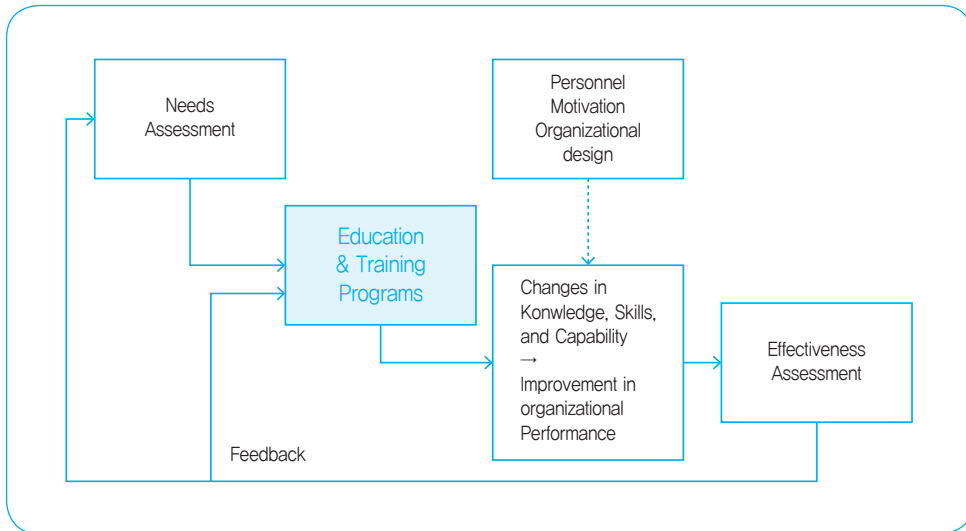 Needs
Assessment
Personnel
Motivation
Organizational
design
Education
& Training
Programs
Changes in
Konwledge, Skills,
and Capability
→
Improvement in
organizational
Performance
Effectiveness
Assessment
Feedback